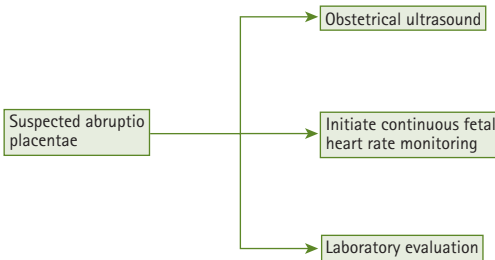 Obstetrical ultrasound
Suspected abruptio
placentae
Initiate continuous fetal
heart rate monitoring
Laboratory evaluation